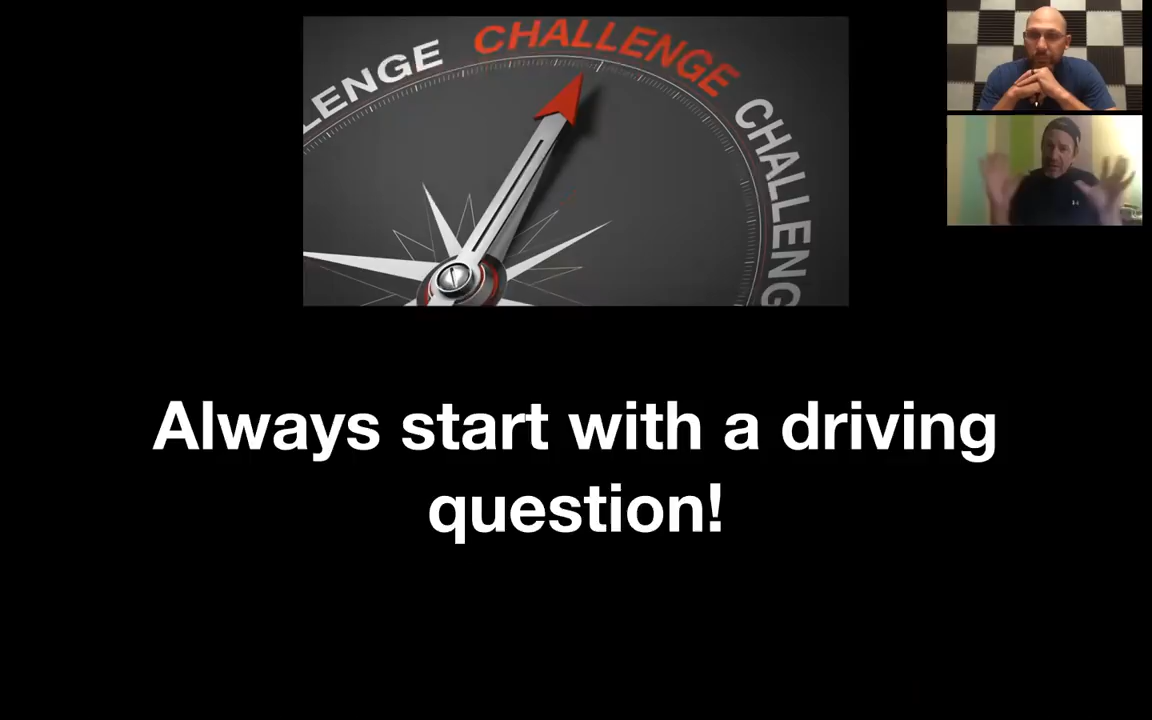 LENGE
CHALLENGE
CHALLENG
Always start with a driving
question!